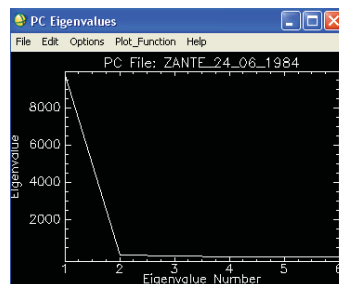 PC Eigenvalues
File Edit Options Plot_Function Help
PC File: ZANTE_24_06_1984
8000
6000
4000
2000
Eigenvalue
1 2 3 4 5 6
Eigenvalue Number